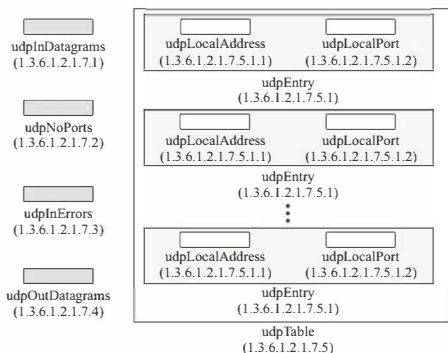 udpInDatagrams
(1.3.6.1.2.1.7.1)
udpNoPorts
(1.3.6.1.2.1.7.2)
udpInErrors
(1.3.6.1.2.1.7.3)
udpOutDatagrams
(1.3.6.1.2.1.7.4)
udpLocalAddress udpLocalPort
(1.3.6.1.2.1.7.5.1.1) (1.3.6.1.2.1.7.5.1.2)
udpEntry
(1.3.6.1.2.1.7.5.1)
udpLocalAddress udpLocalPort
(1.3.6.1.2.1.7.5.1.1) (1.3.6.1.2.1.7.5.1.2)
udpEntry
(1.3.6.1.2.1.7.5.1)
udpLocalAddress udpLocalPort
(1.3.6.1.2.1.7.5.1.1) (1.3.6.1.2.1.7.5.1.2)
udpEntry
(1.3.6.1.2.1.7.5.1)
udpTable
(1.3.6.1.2.1.7.5)